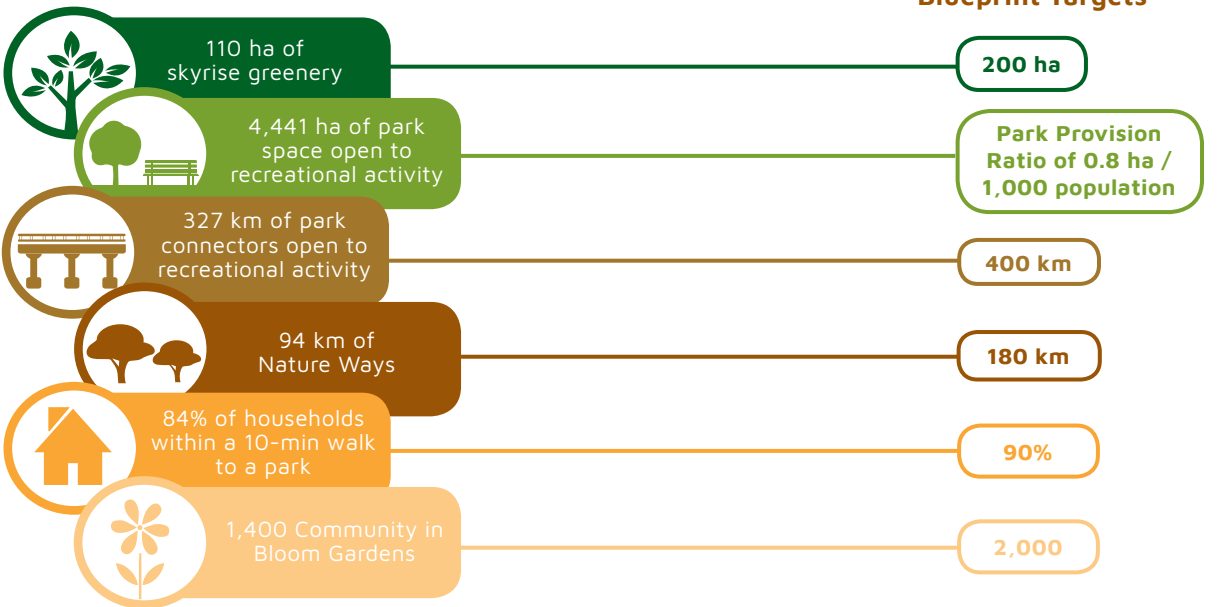 Blueprint Targets
110 ha of
skyrise greenery
200 ha
4,441 ha of park
space open to
recreational activity
Park Provision
Ratio of 0.8 ha /
1,000 population
327 km of park
connectors open to
recreational activity
400 km
94 km of
Nature Ways
180 km
84% of households
within a 10-min walk
to a park
90%
1,400 Community in
Bloom Gardens
2,000